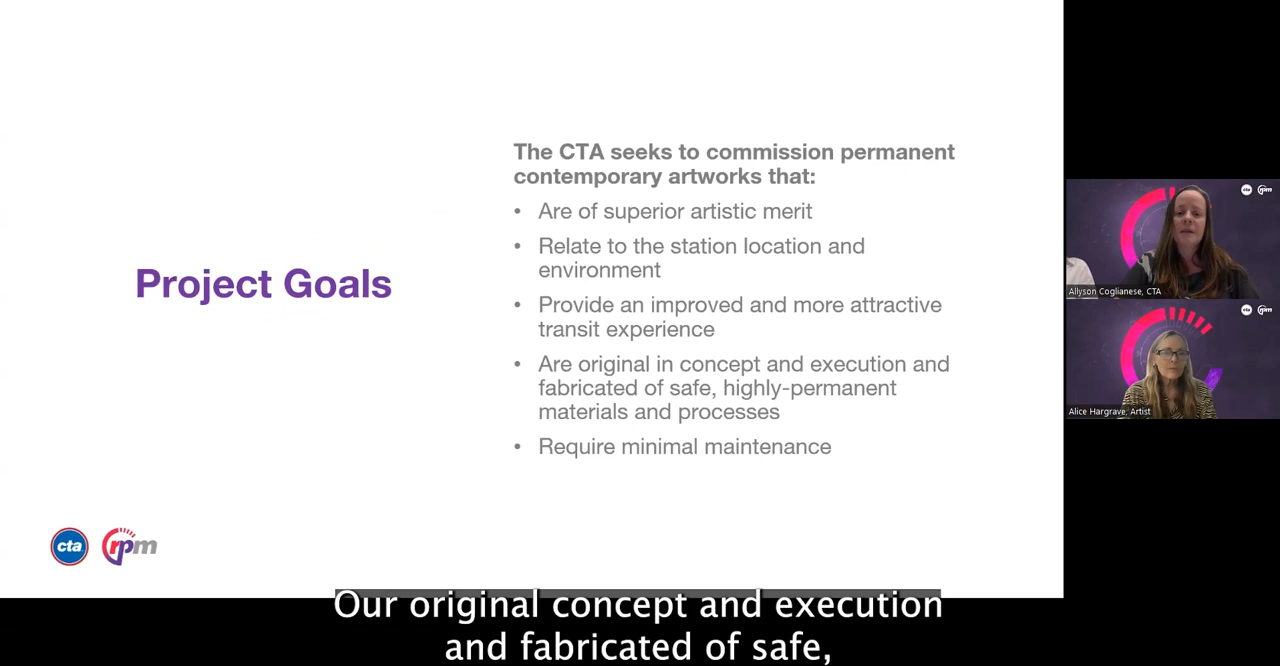 The CTA seeks to commission permanent
contemporary artworks that:
• Are of superior artistic merit
• Relate to the station location and
environment
• Provide an improved and more attractive
transit experience
• Are original in concept and execution and
fabricated of safe, highly-permanent
materials and processes
• Require minimal maintenance
Project Goals
cta rpm
Allyson Coglianese, CTA
Alice Hargrave, Artist
Our original concept and execution
and fabricated of safe,